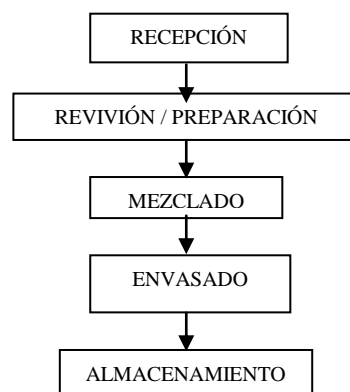 RECEPCIÓN
REVIVIÓN / PREPARACIÓN
MEZCLADO
ENVASADO
ALMACENAMIENTO